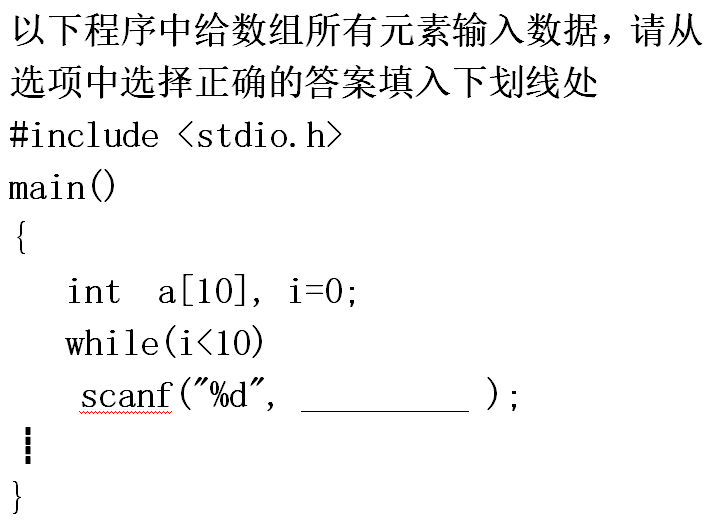 以下程序中给数组所有元素输入数据，请从
选项中选择正确的答案填入下划线处
#include <stdio.h>
main()
{
int  a[10], i=0;
while(i<10)
scanf("%d", _________ );
┇
}